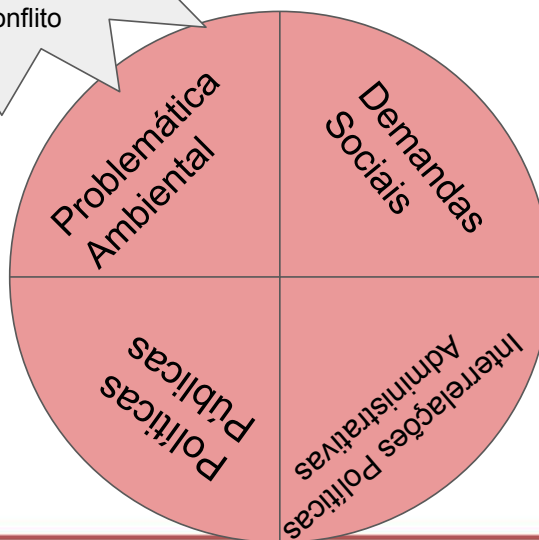 onflito
Problemática
Ambiental
Demandas
Sociais
Políticas
Públicas
Interrelações Políticas
Administrativas